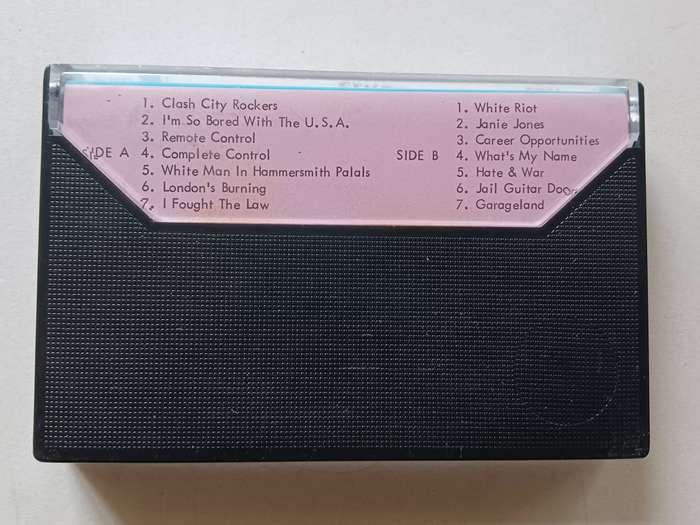 SIDE A
1. Clash City Rockers
2. I'm So Bored With The U.S.A.
3. Remote Control
4. Complete Control
5. White Man In Hammersmith Palals
6. London's Burning
7. I Fought The Law
SIDE B
1. White Riot
2. Janie Jones
3. Career Opportunities
4. What's My Name
5. Hate & War
6. Jail Guitar Doo
7. Garageland